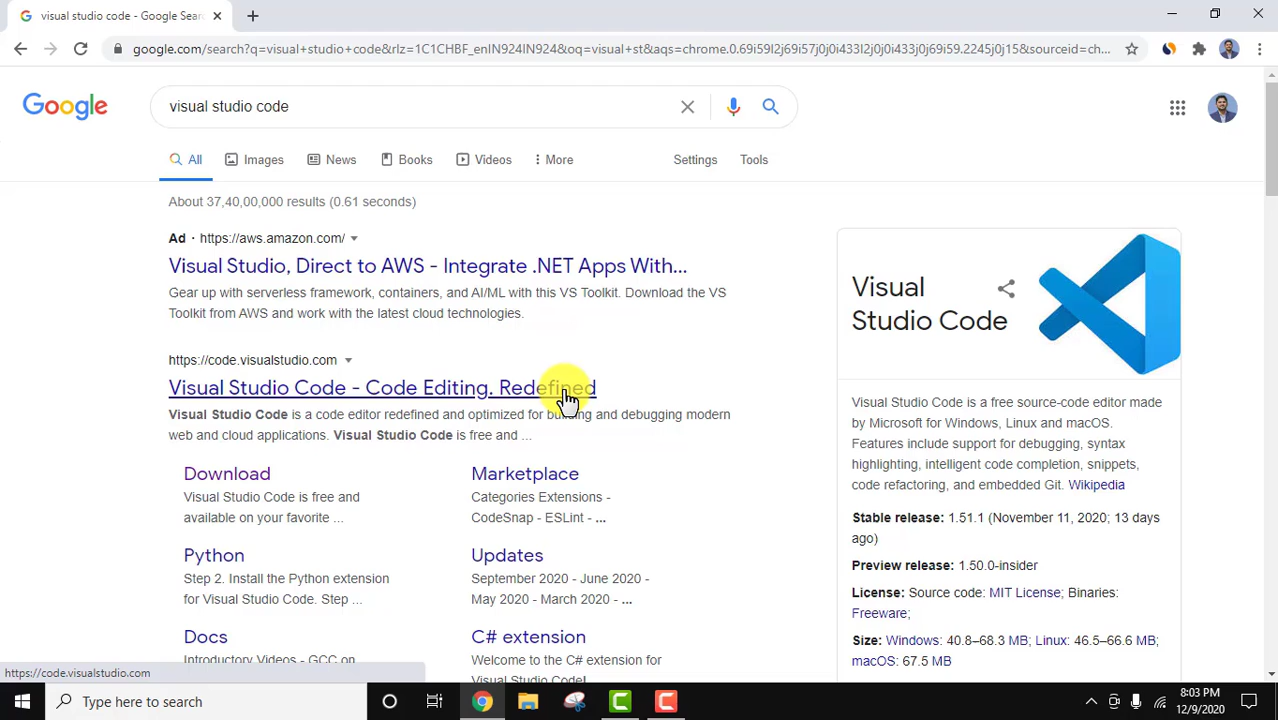 visual studio code - Google Sear
google.com/search?q=visual+studio+code&rlz=1C1CHBF_enIN924IN924&oq=visual+st&aqs=chrome.0.69i59l2j69i57j0j0i433l2j0j0i433j0j69i59.2245j0j15&sourceid=ch...
Google
visual studio code
All
Images
News
Books
Videos
More
Settings
Tools
About 37,40,00,000 results (0.61 seconds)
Ad · https://aws.amazon.com/
Visual Studio, Direct to AWS - Integrate .NET Apps With...
Gear up with serverless framework, containers, and AI/ML with this VS Toolkit. Download the VS
Toolkit from AWS and work with the latest cloud technologies.
https://code.visualstudio.com
Visual Studio Code - Code Editing. Redefined
Visual Studio Code is a code editor redefined and optimized for building and debugging modern
web and cloud applications. Visual Studio Code is free and ...
Download
Visual Studio Code is free and
available on your favorite ...
Marketplace
Categories Extensions -
CodeSnap - ESLint - ...
Python
Step 2. Install the Python extension
for Visual Studio Code. Step ...
Updates
September 2020 - June 2020 -
May 2020 - March 2020 - ...
Docs
Introductory Videos - GCC on
C# extension
Welcome to the C# extension for
Visual Studio Code!
Visual
Studio Code
Visual Studio Code is a free source-code editor made
by Microsoft for Windows, Linux and macOS.
Features include support for debugging, syntax
highlighting, intelligent code completion, snippets,
code refactoring, and embedded Git. Wikipedia
Stable release: 1.51.1 (November 11, 2020; 13 days
ago)
Preview release: 1.50.0-insider
License: Source code: MIT License; Binaries:
Freeware;
Size: Windows: 40.8–68.3 MB; Linux: 46.5–66.6 MB;
macOS: 67.5 MB
https://code.visualstudio.com
Type here to search
8:03 PM
12/9/2020